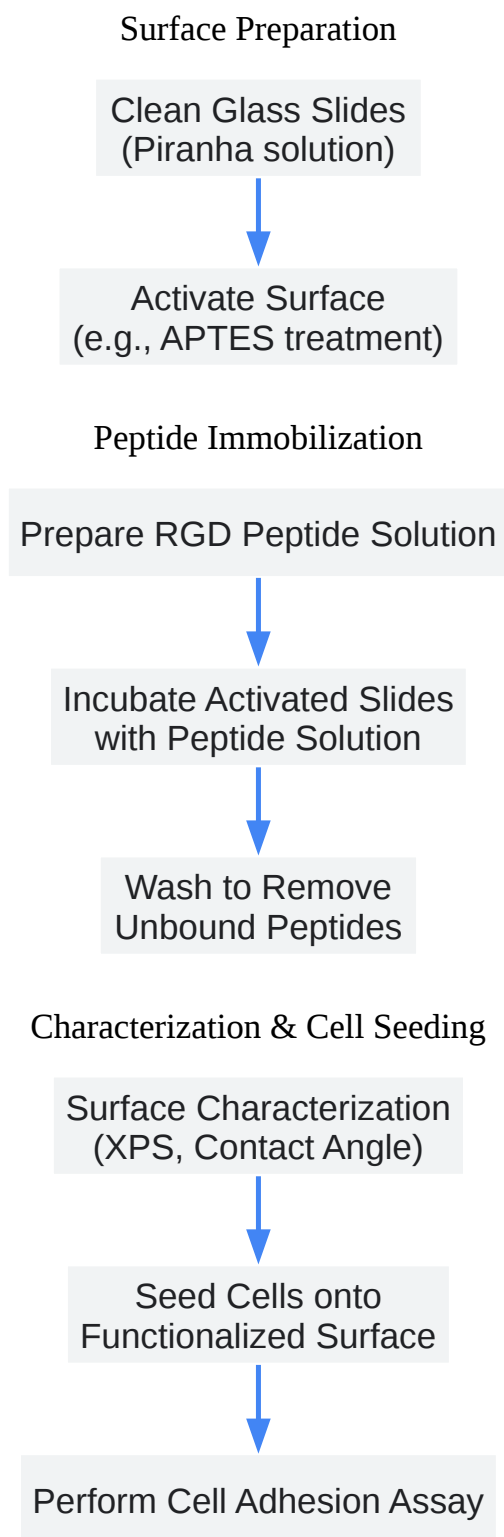 Surface Preparation
Clean Glass Slides
(Piranha solution)
Activate Surface
(e.g., APTES treatment)
Peptide Immobilization
Prepare RGD Peptide Solution
Incubate Activated Slides
with Peptide Solution
Wash to Remove
Unbound Peptides
Characterization & Cell Seeding
Surface Characterization
(XPS, Contact Angle)
Seed Cells onto
Functionalized Surface
Perform Cell Adhesion Assay